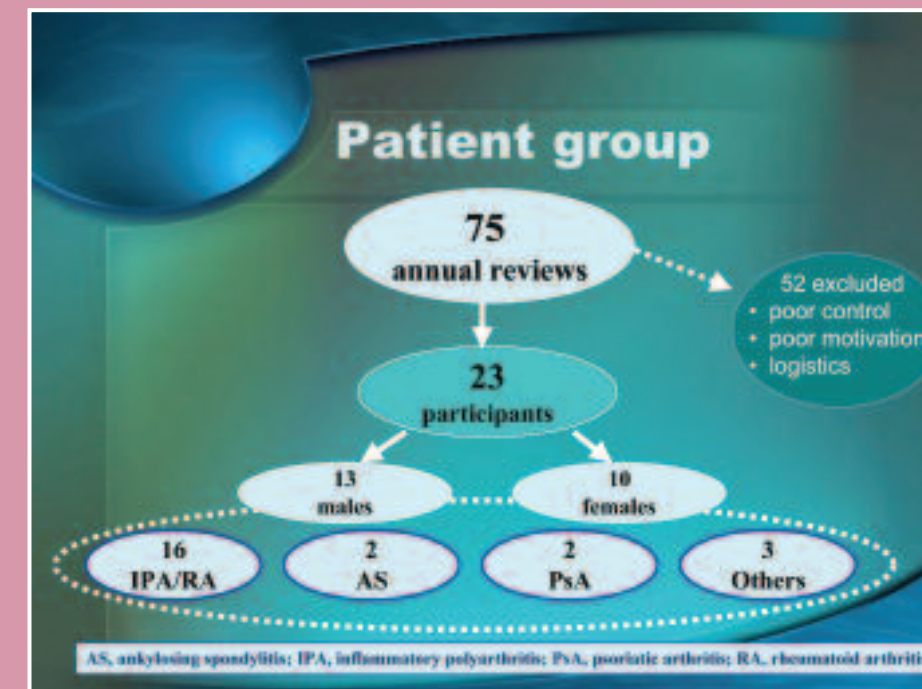 Patient group
75
annual reviews
52 excluded
• poor control
• poor motivation
• logistics
23
participants
13
males
10
females
16
IPA/RA
2
AS
2
PsA
3
Others
AS, ankylosing spondylitis; IPA, inflammatory polyarthritis; PsA, psoriatic arthritis; RA, rheumatoid arthritis